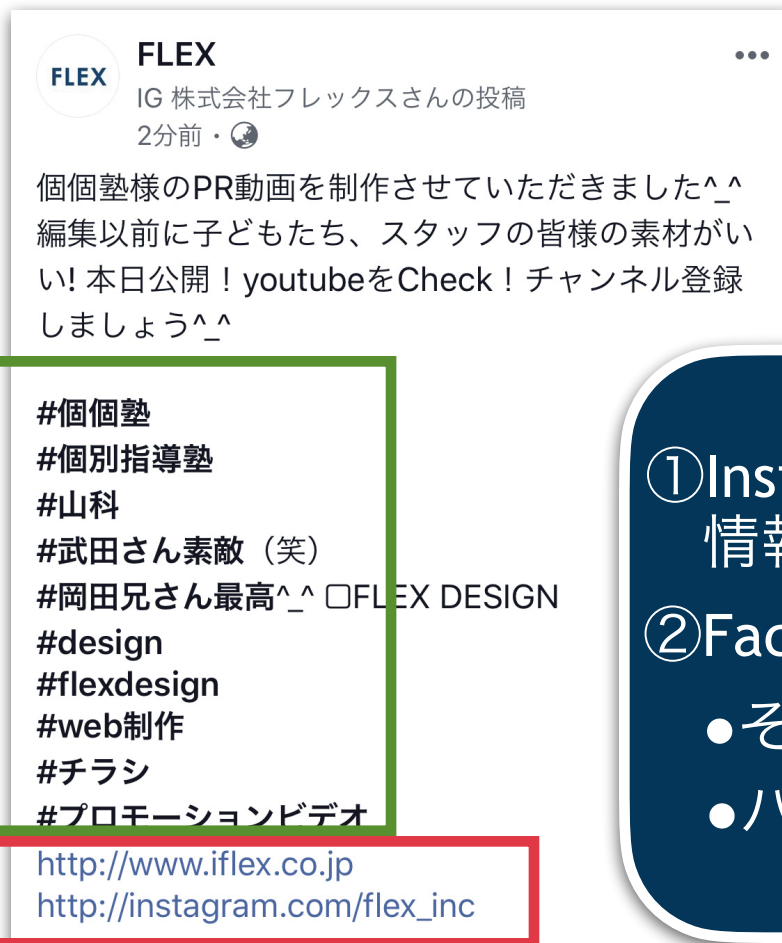 FLEX
FLEX
IG 株式会社フレックスさんの投稿
2分前・
個個塾様のPR動画を制作させていただきました^_^
編集以前に子どもたち、スタッフの皆様の素材がい
い! 本日公開！youtubeをCheck！チャンネル登録
しましょう^_^
#個個塾
#個別指導塾
#山科
#武田さん素敵（笑）
#岡田兄さん最高^_^ ▢FLEX DESIGN
#design
#flexdesign
#web制作
#チラシ
#プロモーションビデオ
http://www.iflex.co.jp
http://instagram.com/flex_inc
①Ins
情報
②Fac
●そ
●ハ